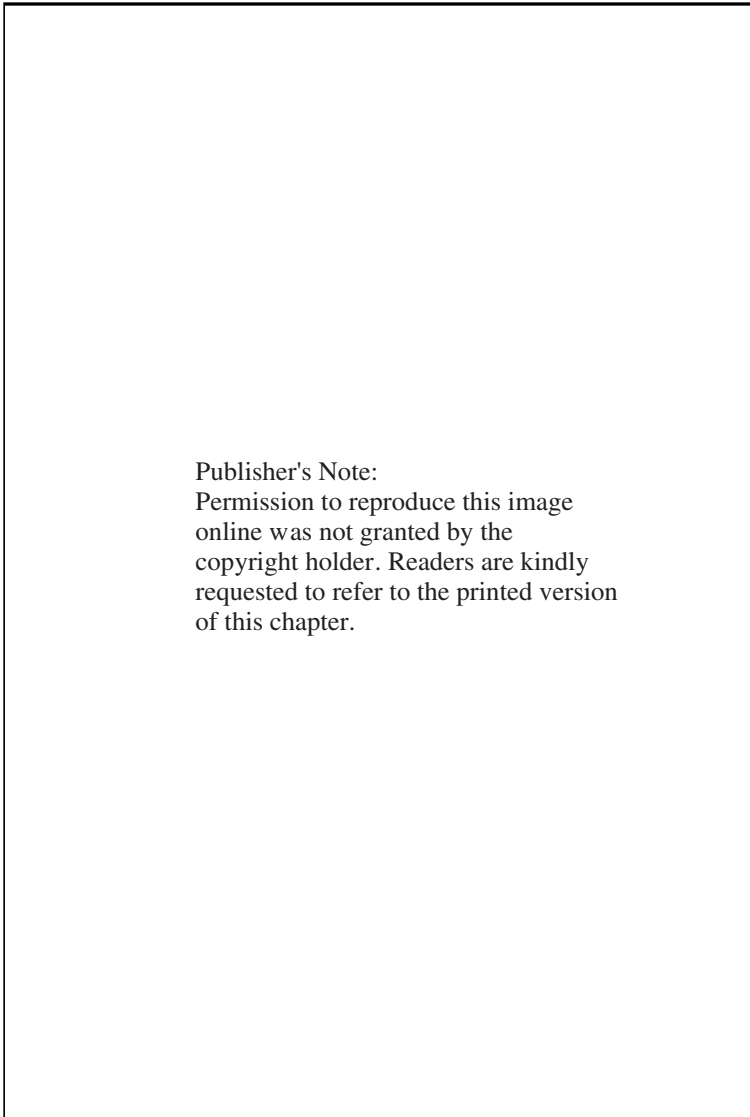 Publisher's Note:
Permission to reproduce this image
online was not granted by the
copyright holder. Readers are kindly
requested to refer to the printed version
of this chapter.